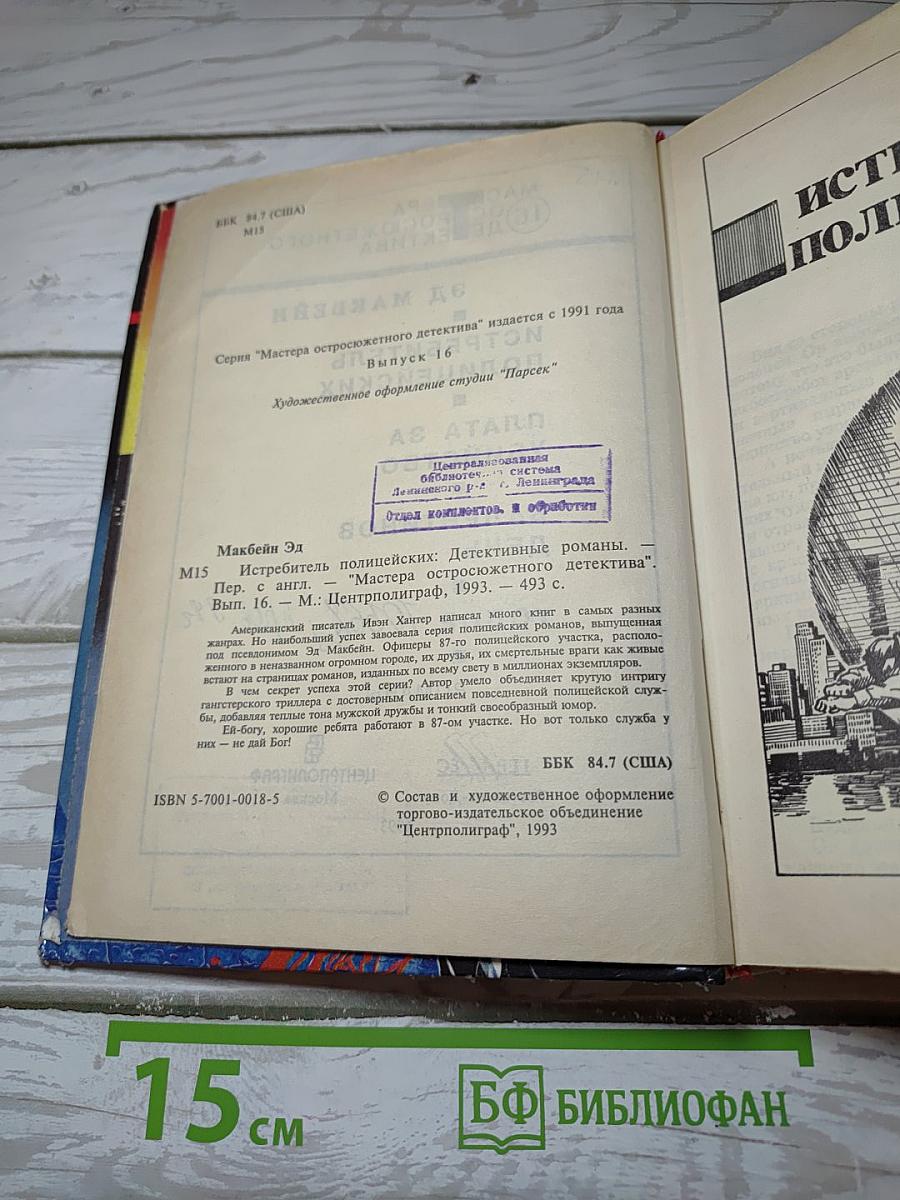 ББК 84.7 (США)
М15
Серия "Мастера остросюжетного детектива" издается с 1991 года
Выпуск 16
Художественное оформление студии "Парсек"
Централизованная
система
Ленинского г. Ленинграда
Отдел комплектов. и обработки
Макбейн Эд
М15 Истребитель полицейских: Детективные романы. —
Пер. с англ. — "Мастера остросюжетного детектива".
Вып. 16. — М.: Центрполиграф, 1993. — 493 с.
Американский писатель Ивэн Хантер написал много книг в самых разных
жанрах. Но наибольший успех завоевала серия полицейских романов, выпущенная
под псевдонимом Эд Макбейн. Офицеры 87-го полицейского участка, располо-
женного в неназванном огромном городе, их друзья, их смертельные враги как живые
встают на страницах романов, изданных по всему свету в миллионах экземпляров.
В чем секрет успеха этой серии? Автор умело объединяет крутую интригу
гангстерского триллера с достоверным описанием повседневной полицейской служ-
бы, добавляя теплые тона мужской дружбы и тонкий своеобразный юмор.
Ей-богу, хорошие ребята работают в 87-ом участке. Но вот только служба у
них — не дай Бог!
ББК 84.7 (США)
ISBN 5-7001-0018-5
© Состав и художественное оформление
торгово-издательское объединение
"Центрполиграф", 1993
ИСТ
ПОЛИ
15 см
БФ БИБЛИОФАН